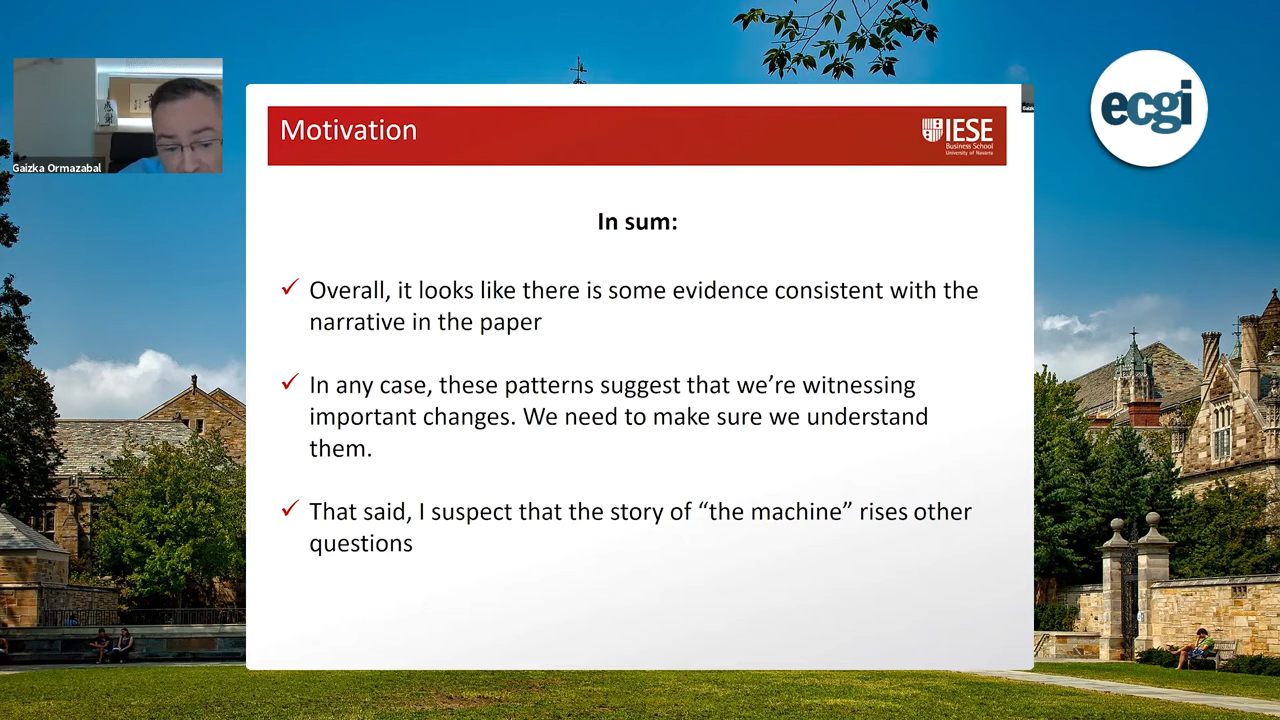 Gaizka Ormazabal
ecgi
Motivation
IESE
Business School
University of Navarra
In sum:
✓ Overall, it looks like there is some evidence consistent with the
narrative in the paper
✓ In any case, these patterns suggest that we’re witnessing
important changes. We need to make sure we understand
them.
✓ That said, I suspect that the story of “the machine” rises other
questions